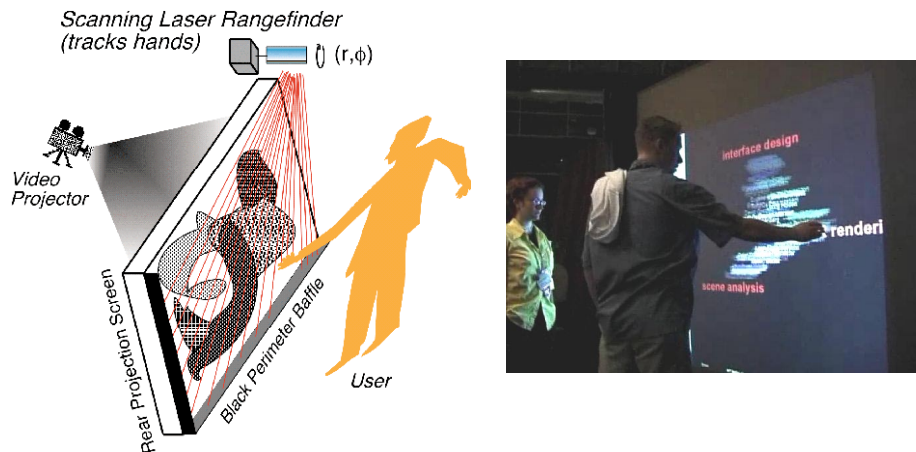 Scanning Laser Rangefinder
(tracks hands)
(r,ϕ)
Video
Projector
Rear Projection Screen
Black Perimeter Baffle
User
interface design
renderi
scene analysis